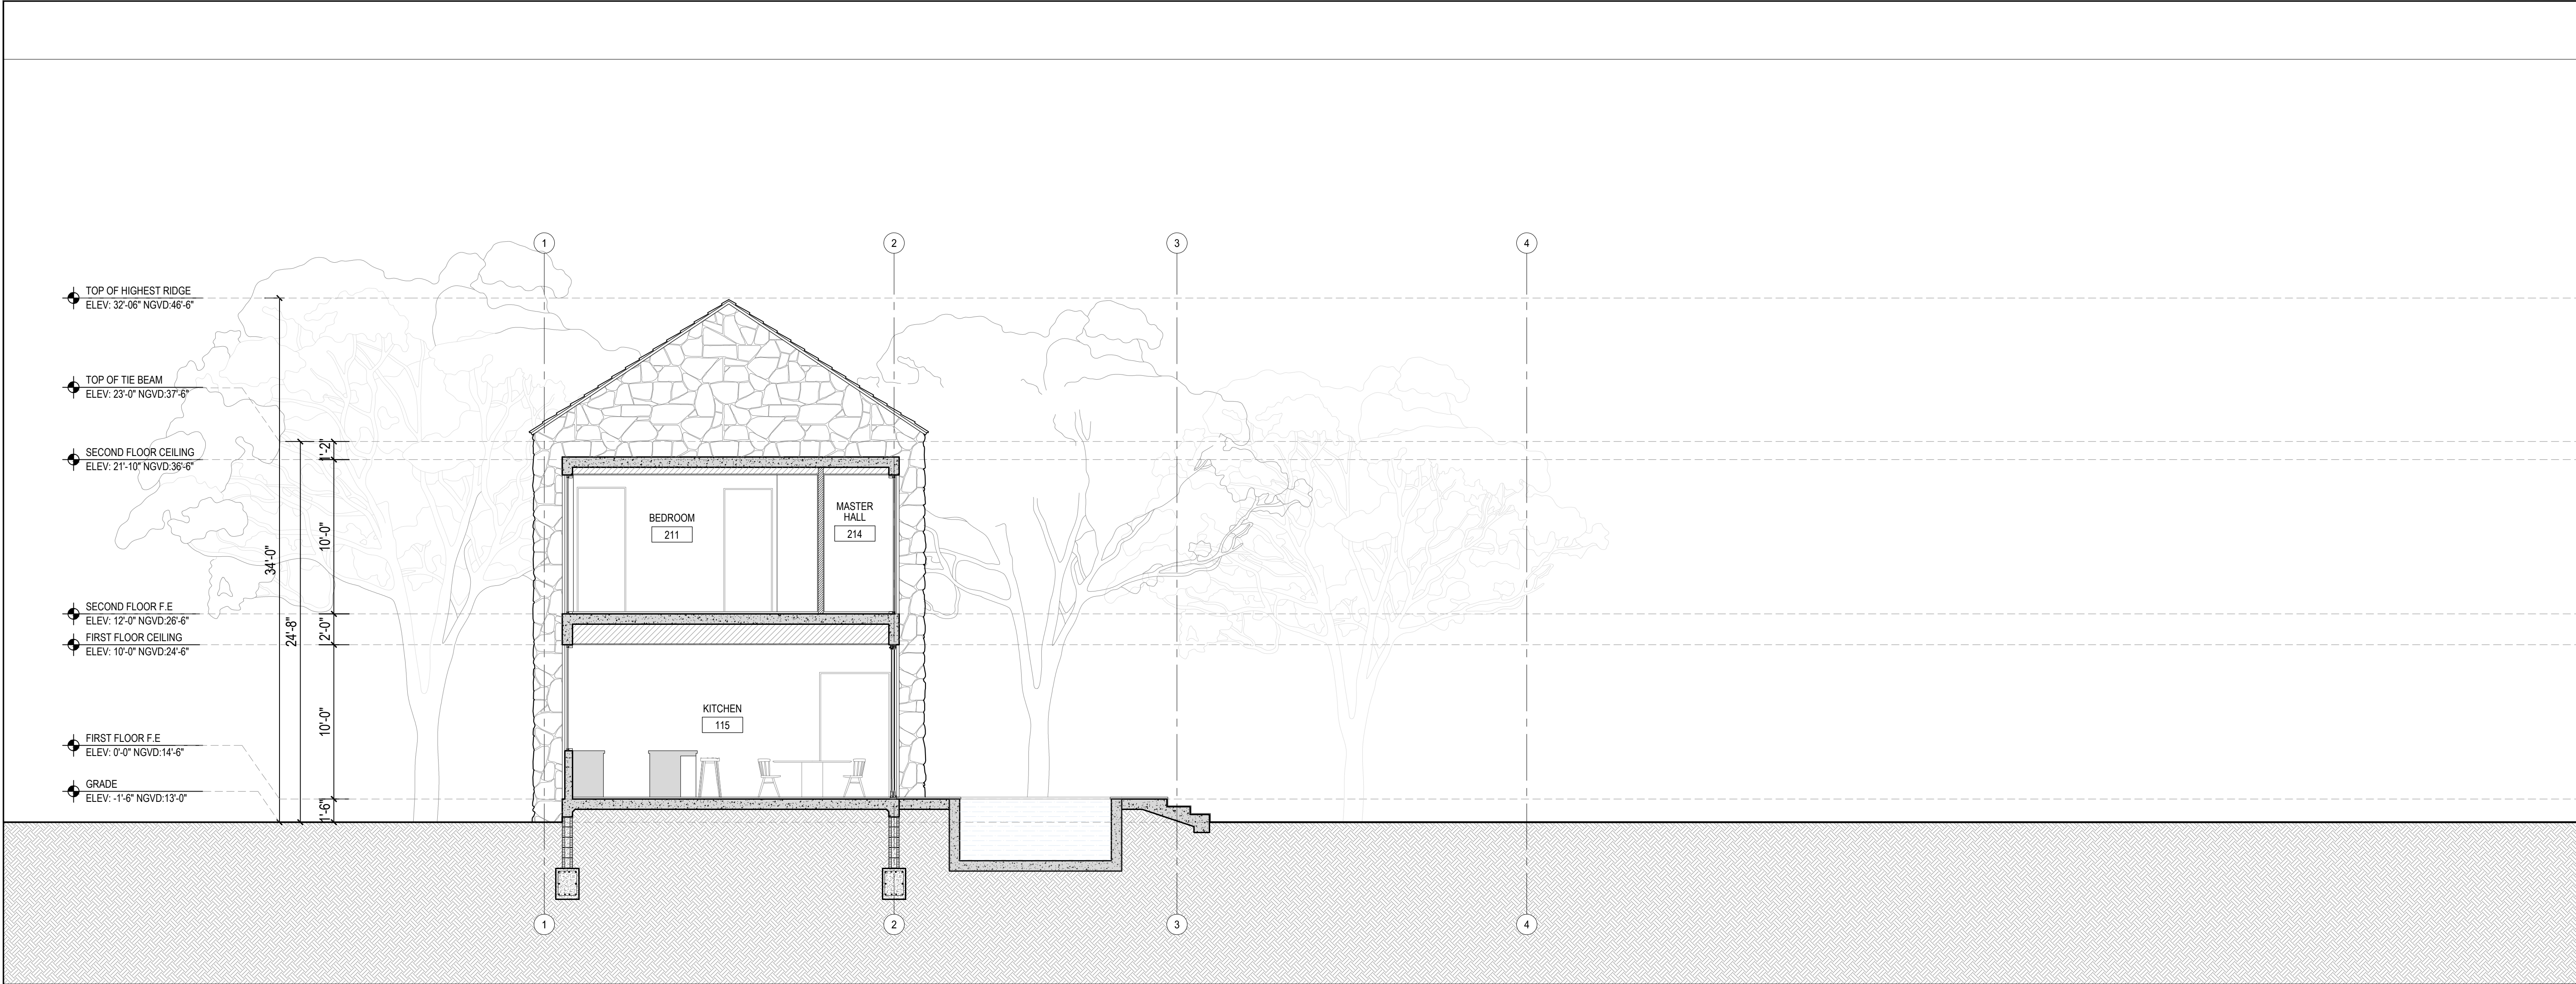 1
2
3
4
TOP OF HIGHEST RIDGE
ELEV: 32'-06" NGVD:46'-6"
TOP OF TIE BEAM
ELEV: 23'-0" NGVD:37'-6"
SECOND FLOOR CEILING
ELEV: 21'-10" NGVD:36'-6"
SECOND FLOOR F.E
ELEV: 12'-0" NGVD:26'-6"
FIRST FLOOR CEILING
ELEV: 10'-0" NGVD:24'-6"
FIRST FLOOR F.E
ELEV: 0'-0" NGVD:14'-6"
GRADE
ELEV: -1'-6" NGVD:13'-0"
34'-0"
24'-8"
1'-2"
10'-0"
2'-0"
10'-0"
1'-6"
BEDROOM
211
MASTER
HALL
214
KITCHEN
115
1
2
3
4